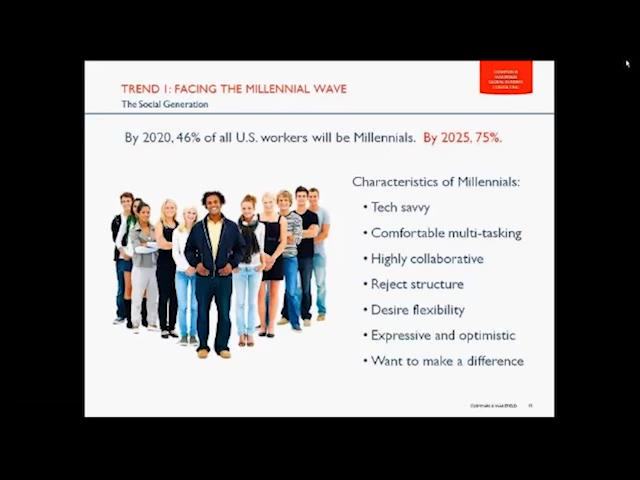 TREND 1: FACING THE MILLENNIAL WAVE
The Social Generation
By 2020, 46% of all U.S. workers will be Millennials. By 2025, 75%.
Characteristics of Millennials:
• Tech savvy
• Comfortable multi-tasking
• Highly collaborative
• Reject structure
• Desire flexibility
• Expressive and optimistic
• Want to make a difference
CUSHMAN & WAKEFIELD